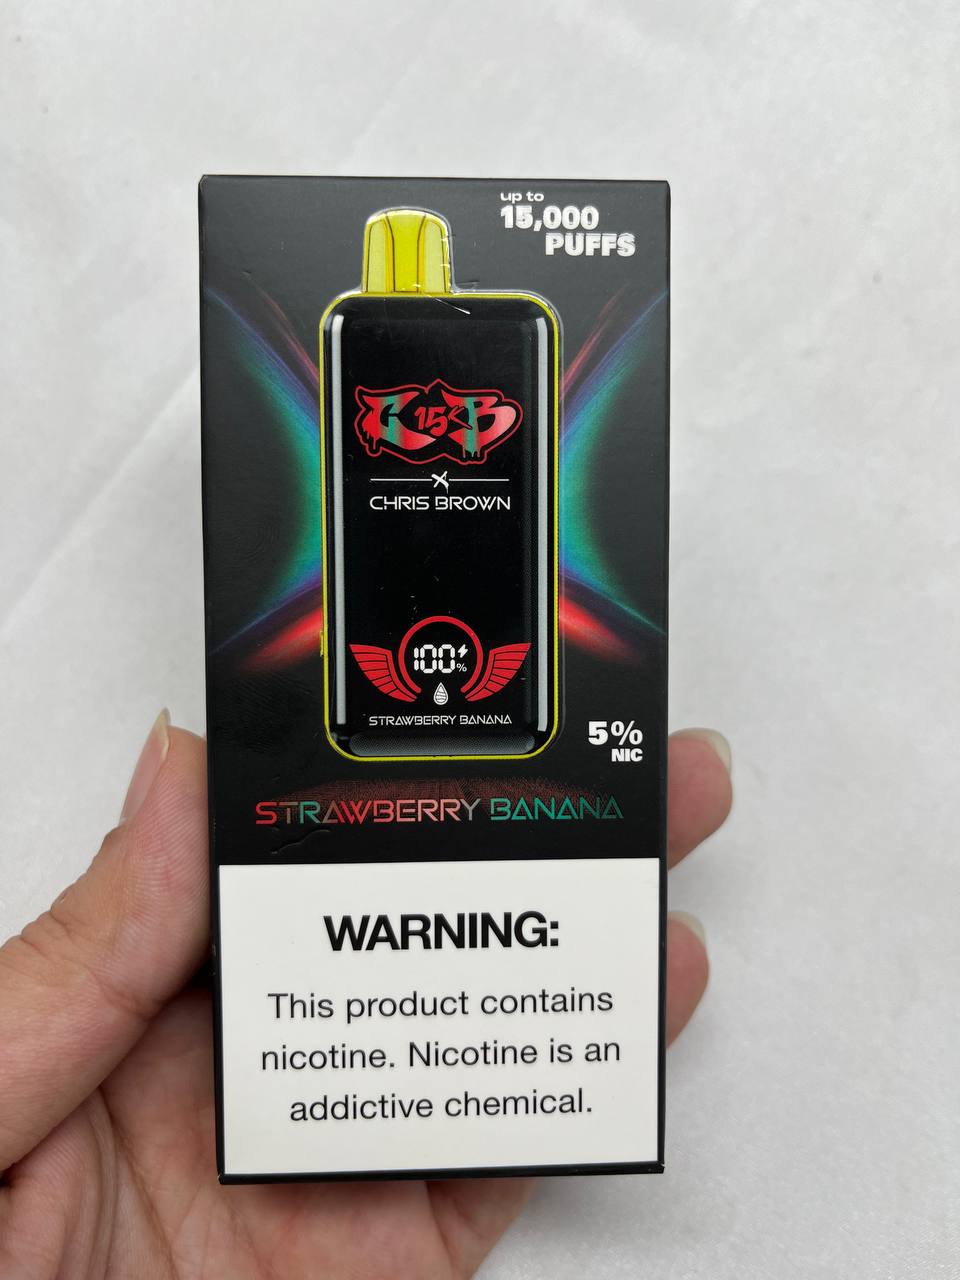 up to
15,000
PUFFS
C 15K B
X
CHRIS BROWN
100%
STRAWBERRY BANANA
5%
NIC
STRAWBERRY BANANA
WARNING:
This product contains
nicotine. Nicotine is an
addictive chemical.